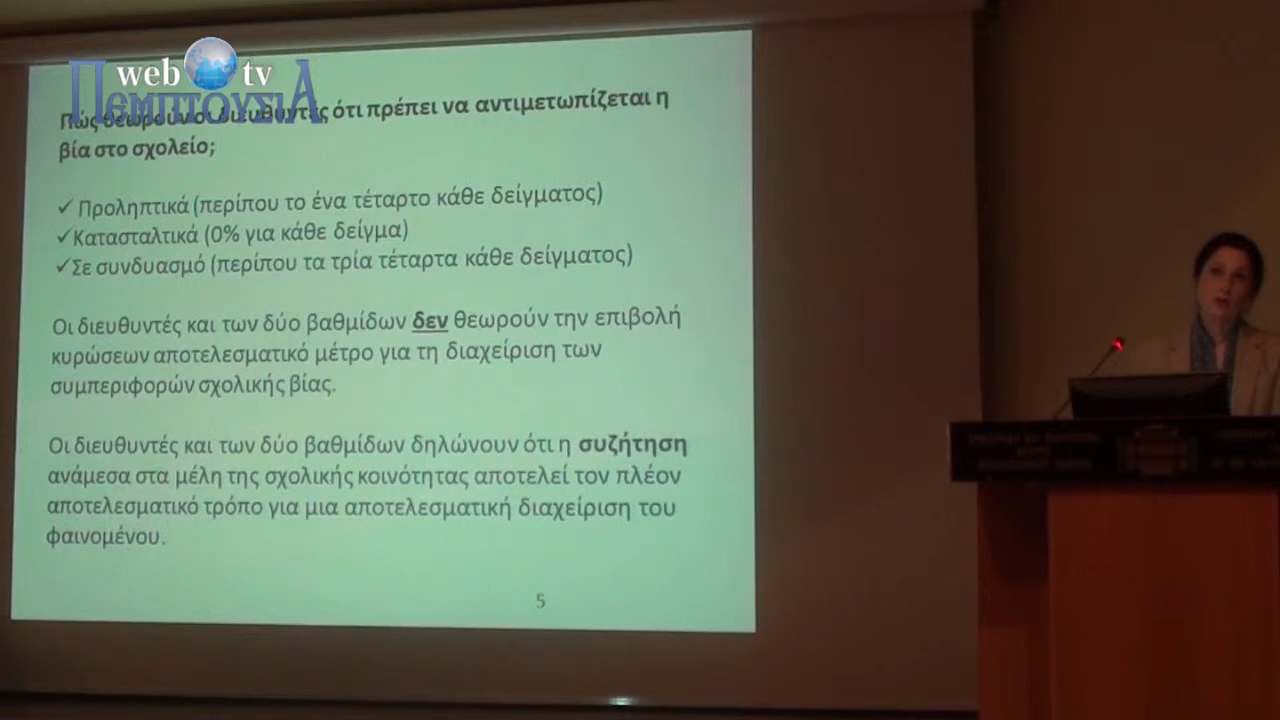 web tv
ΠΕΜΠΤΟΥΣΙΑ
Πώς θεωρούν οι διευθυντές ότι πρέπει να αντιμετωπίζεται η
βία στο σχολείο;
✓ Προληπτικά (περίπου το ένα τέταρτο κάθε δείγματος)
✓Κατασταλτικά (0% για κάθε δείγμα)
✓Σε συνδυασμό (περίπου τα τρία τέταρτα κάθε δείγματος)
Οι διευθυντές και των δύο βαθμίδων δεν θεωρούν την επιβολή
κυρώσεων αποτελεσματικό μέτρο για τη διαχείριση των
συμπεριφορών σχολικής βίας.
Οι διευθυντές και των δύο βαθμίδων δηλώνουν ότι η συζήτηση
ανάμεσα στα μέλη της σχολικής κοινότητας αποτελεί τον πλέον
αποτελεσματικό τρόπο για μια αποτελεσματική διαχείριση του
φαινομένου.
5